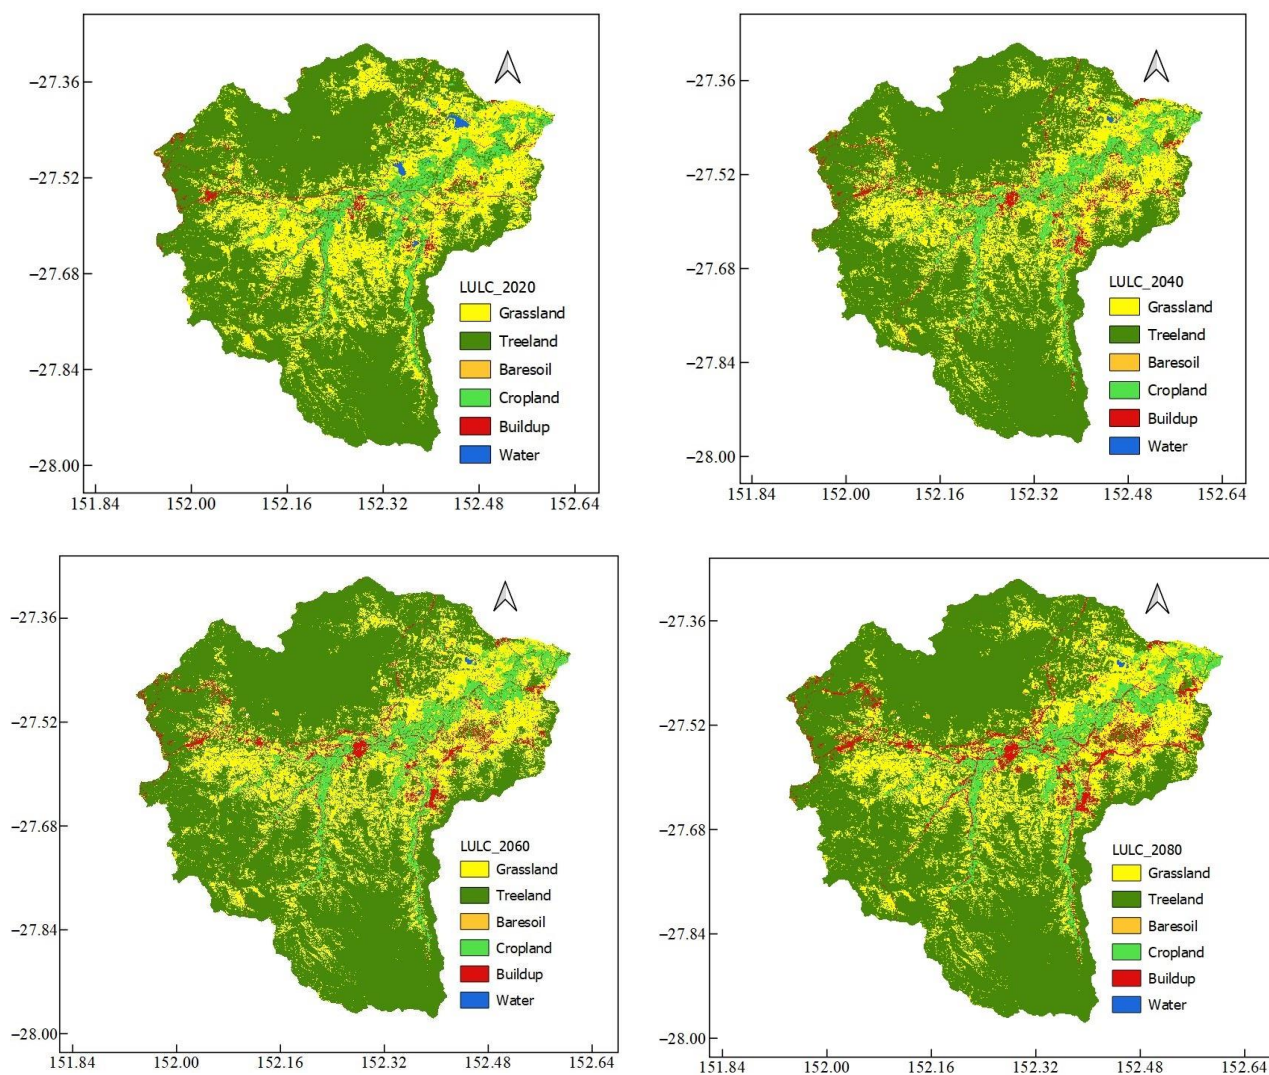 −27.36
−27.52
−27.68
−27.84
−28.00
151.84 152.00 152.16 152.32 152.48 152.64
LULC_2020
Grassland
Treeland
Baresoil
Cropland
Buildup
Water
−27.36
−27.52
−27.68
−27.84
−28.00
151.84 152.00 152.16 152.32 152.48 152.64
LULC_2040
Grassland
Treeland
Baresoil
Cropland
Buildup
Water
−27.36
−27.52
−27.68
−27.84
−28.00
151.84 152.00 152.16 152.32 152.48 152.64
LULC_2060
Grassland
Treeland
Baresoil
Cropland
Buildup
Water
−27.36
−27.52
−27.68
−27.84
−28.00
151.84 152.00 152.16 152.32 152.48 152.64
LULC_2080
Grassland
Treeland
Baresoil
Cropland
Buildup
Water